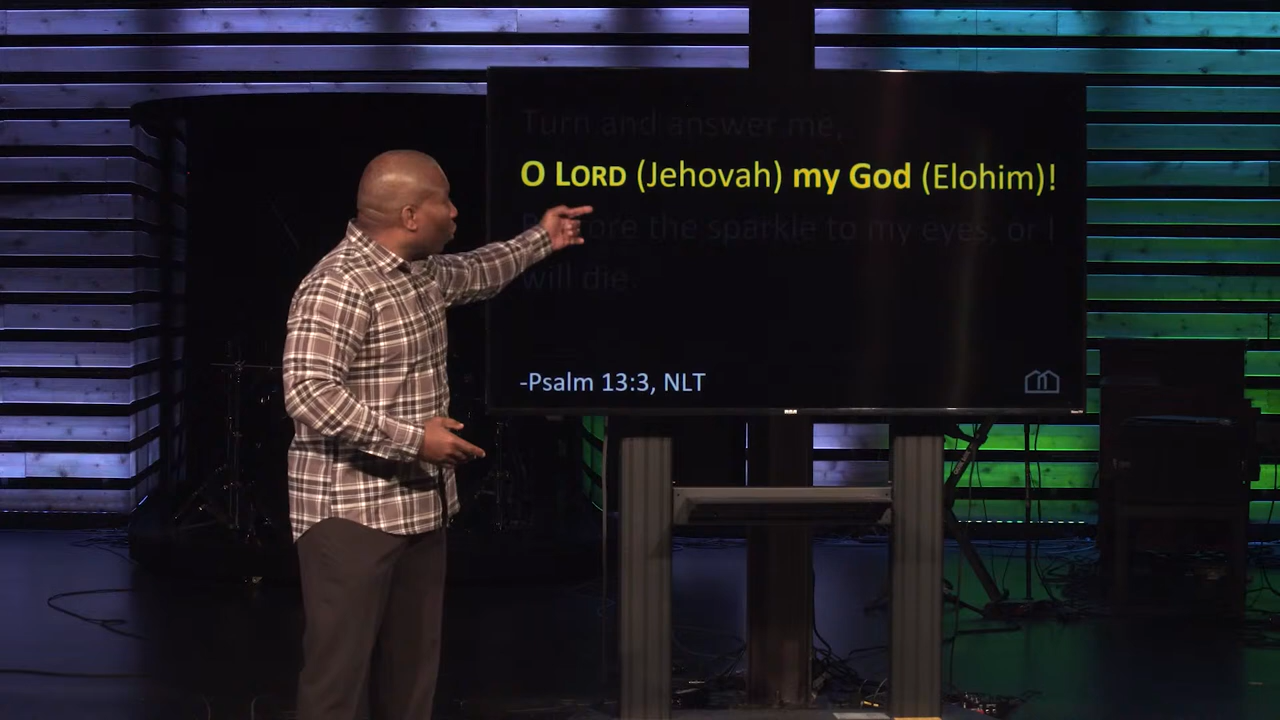 Turn and answer me,
O LORD (Jehovah) my God (Elohim)!
Restore the sparkle to my eyes, or I
will die.
-Psalm 13:3, NLT